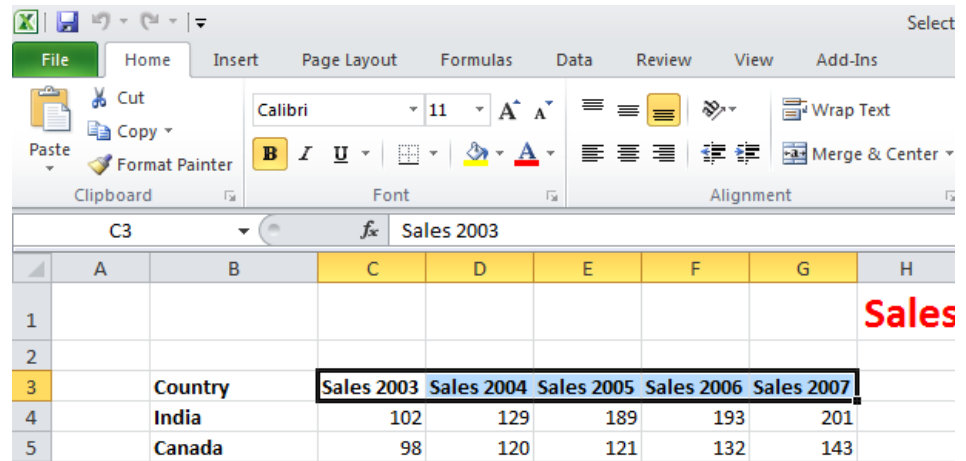 Select
File Home Insert Page Layout Formulas Data Review View Add-Ins
Cut
Copy
Paste
Format Painter
Calibri 11 A A
B I U A
Wrap Text
Merge & Center
Clipboard Font Alignment
C3 fx Sales 2003
A B C D E F G H
1 Sales
2
3 Country Sales 2003 Sales 2004 Sales 2005 Sales 2006 Sales 2007
4 India 102 129 189 193 201
5 Canada 98 120 121 132 143